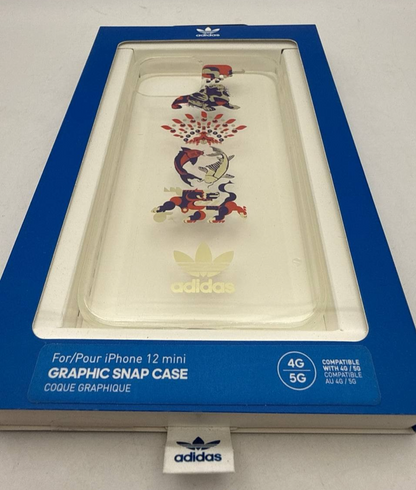 adidas
adidas
For/Pour iPhone 12 mini
GRAPHIC SNAP CASE
COQUE GRAPHIQUE
4G
5G
COMPATIBLE
WITH 4G / 5G
COMPATIBLE
AU 4G / 5G
adidas